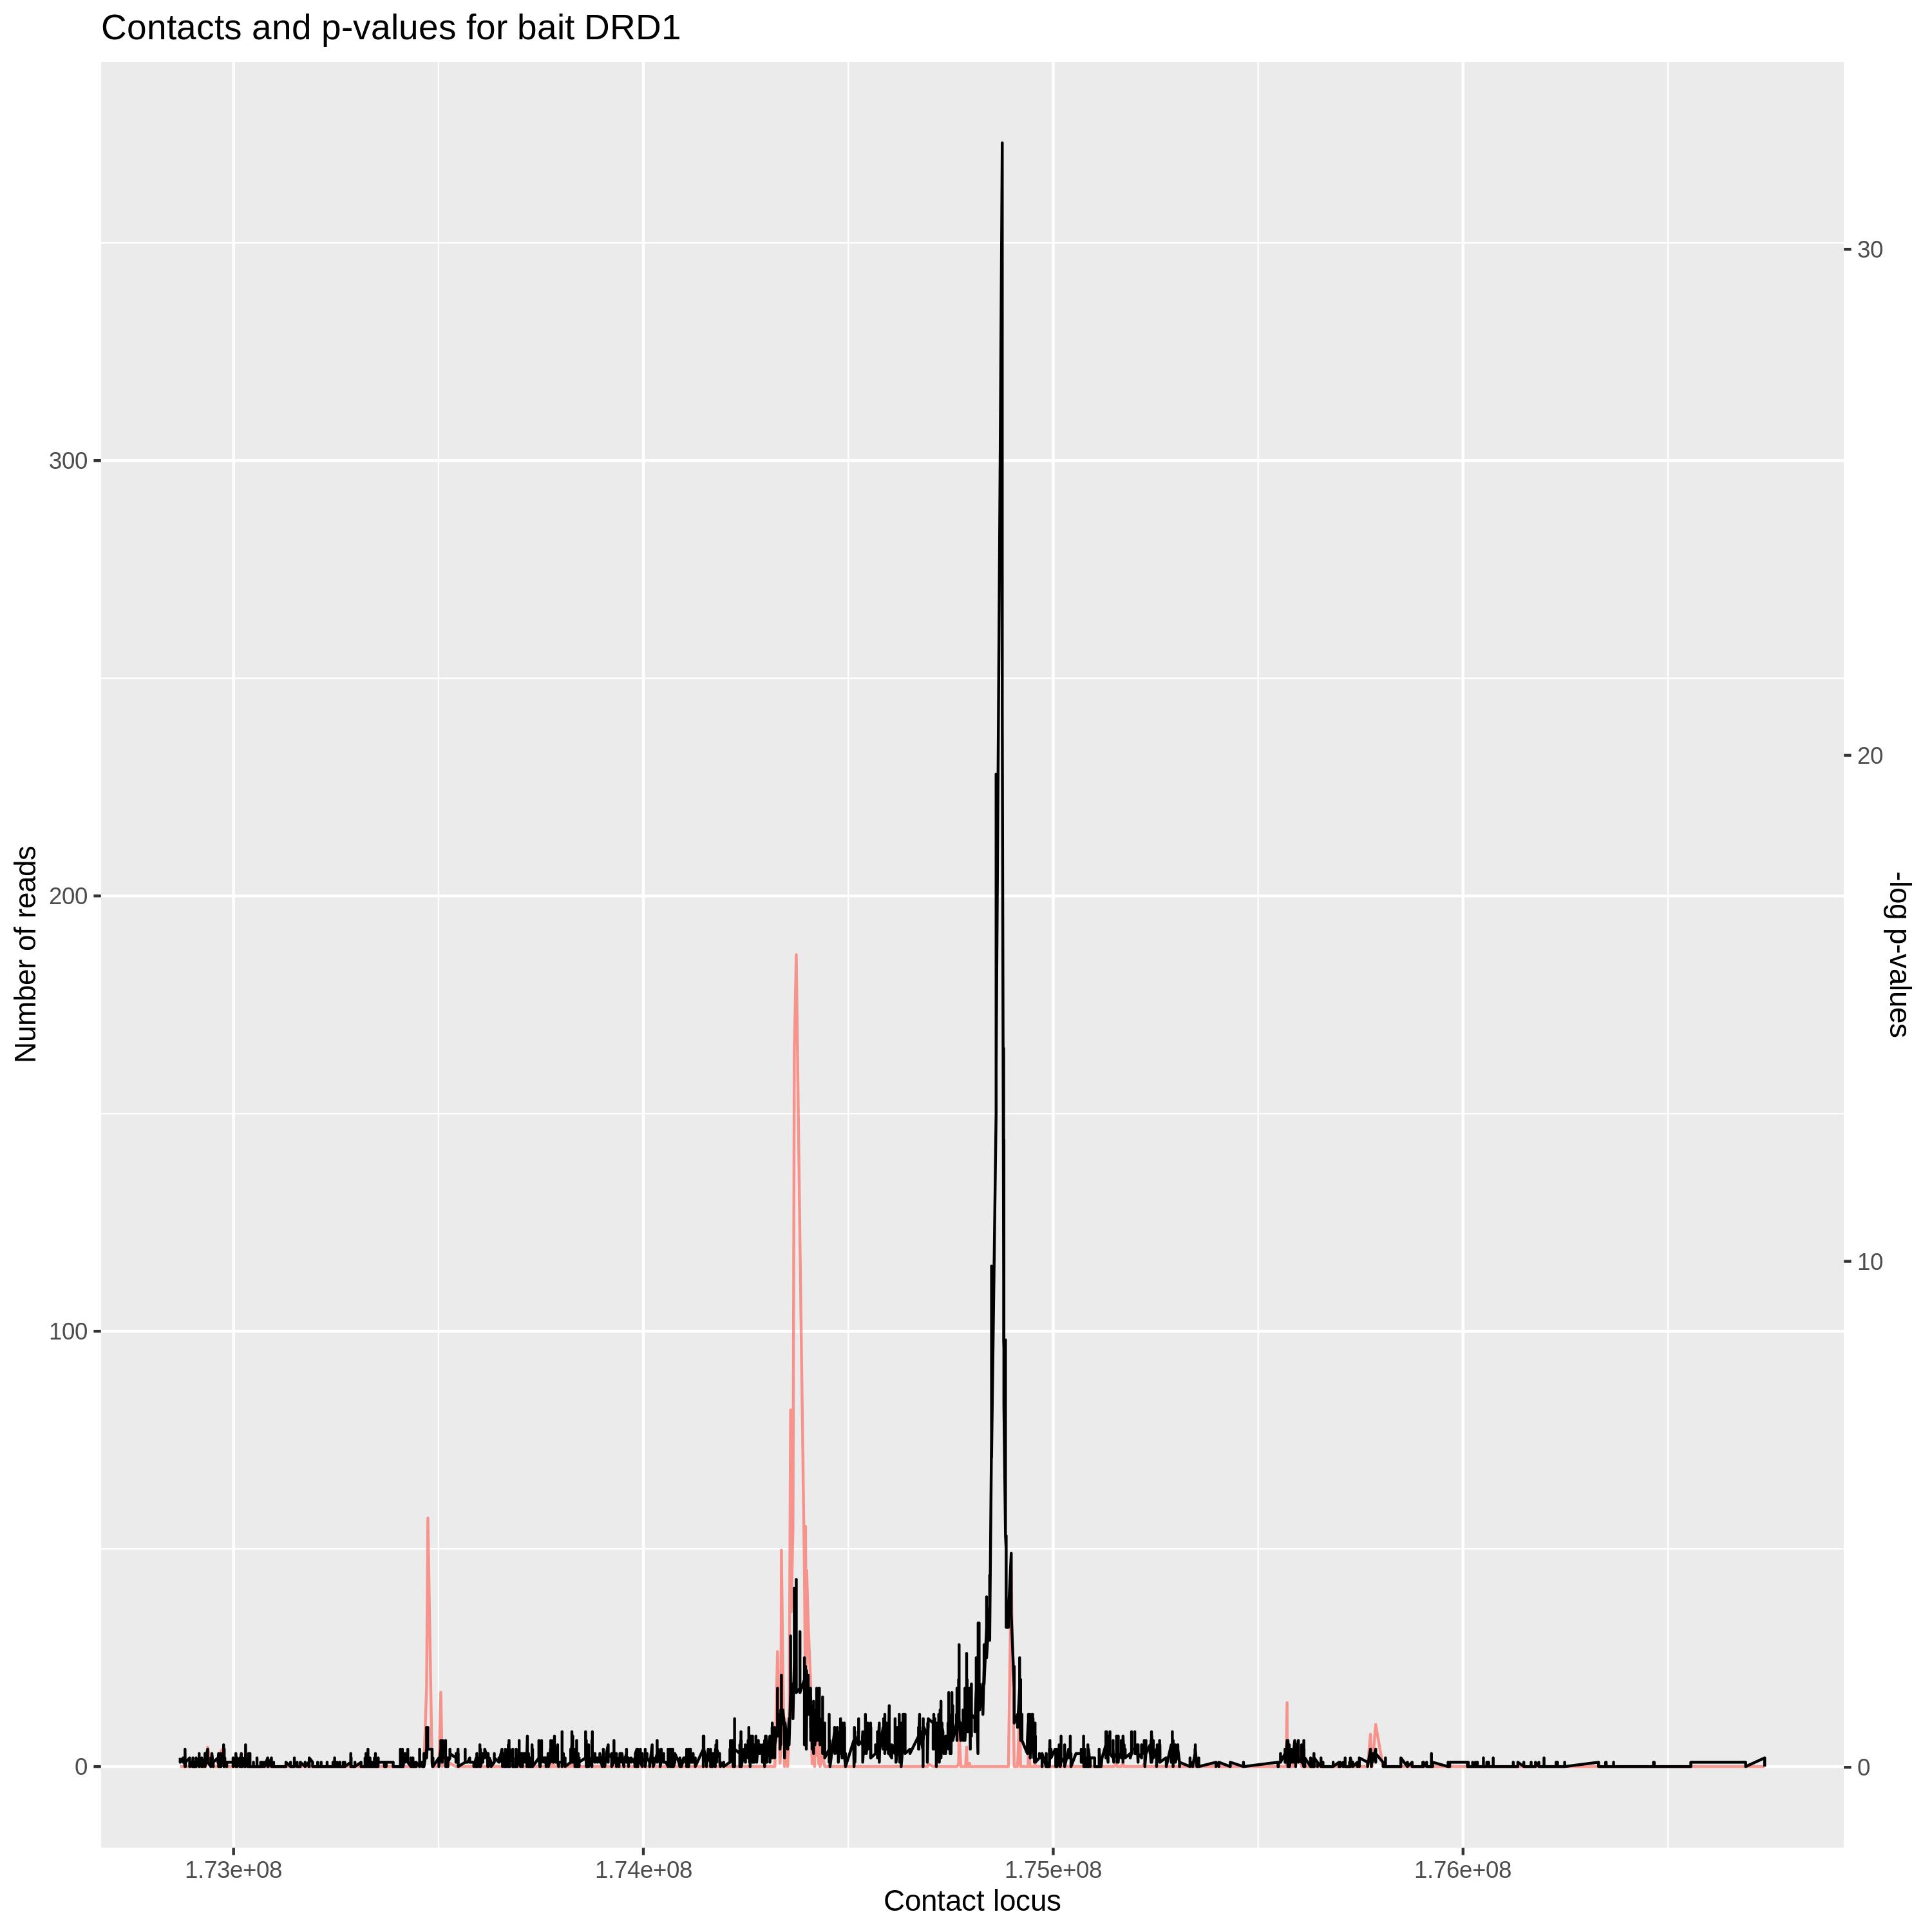 Contacts and p-values for bait DRD1
Number of reads
300
200
100
0
30
20
10
0
-log p-values
1.73e+08 1.74e+08 1.75e+08 1.76e+08
Contact locus